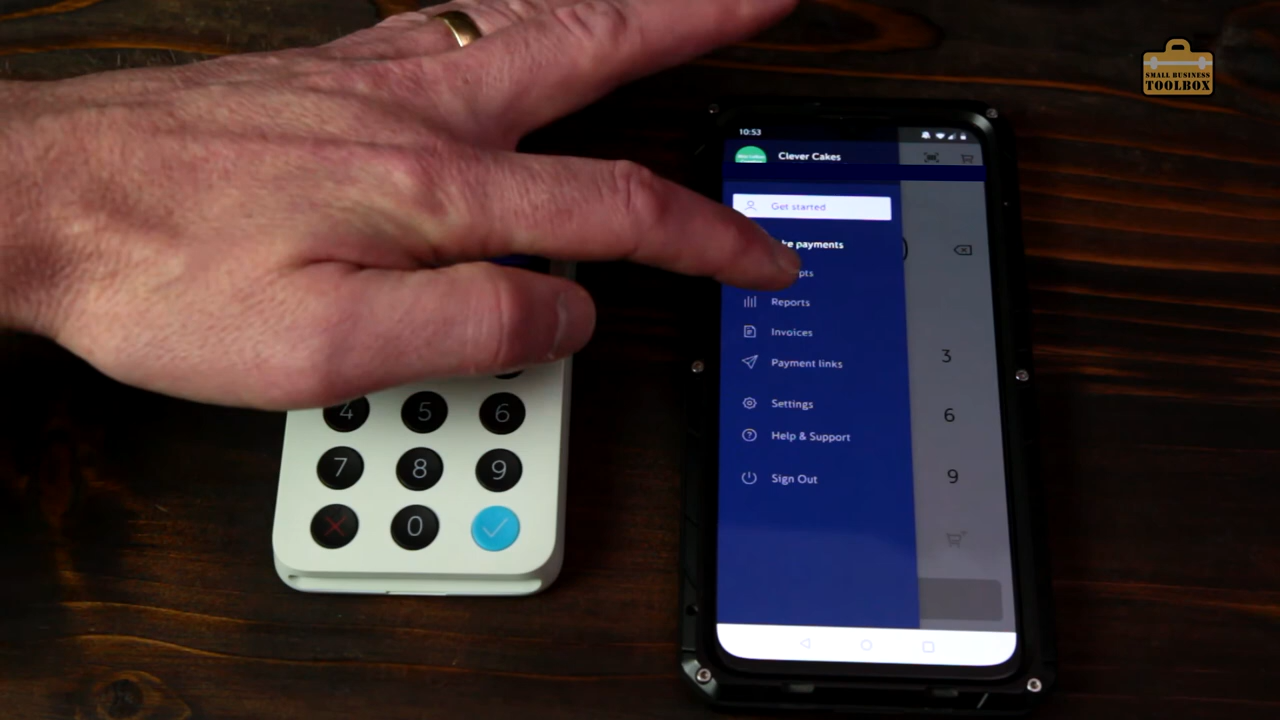 SMALL BUSINESS
TOOLBOX
10:53
Clever Cakes
Get started
payments
Reports
Invoices
Payment links
Settings
Help & Support
Sign Out
3
6
9
4 5 6
7 8 9
0